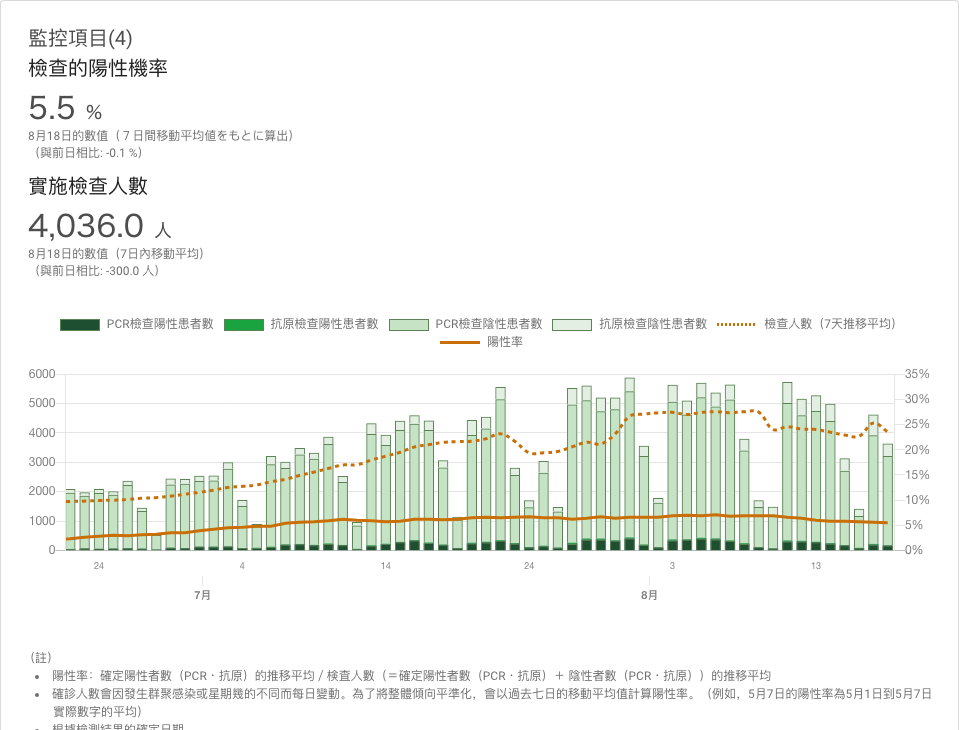 監控項目(4)
檢查的陽性機率
5.5 %
8月18日的數值（７日間移動平均値をもとに算出）
（與前日相比: -0.1 %）
實施檢查人數
4,036.0 人
8月18日的數值（7日內移動平均）
（與前日相比: -300.0 人）
PCR檢查陽性患者數 抗原檢查陽性患者數 PCR檢查陰性患者數 抗原檢查陰性患者數 檢查人數（7天推移平均）
陽性率
6000 35%
5000 30%
4000 25%
3000 20%
2000 15%
1000 10%
0 5%
0%
24 4 14 24 3 13
7月 8月
（註）
• 陽性率：確定陽性者數（PCR・抗原）的推移平均 / 檢查人數（＝確定陽性者數（PCR・抗原）＋ 陰性者數（PCR・抗原））的推移平均
• 確診人數會因發生群聚感染或星期幾的不同而每日變動。為了將整體傾向平準化，會以過去七日的移動平均值計算陽性率。（例如，5月7日的陽性率為5月1日到5月7日
實際數字的平均）
• 根據檢測結果的確定日期